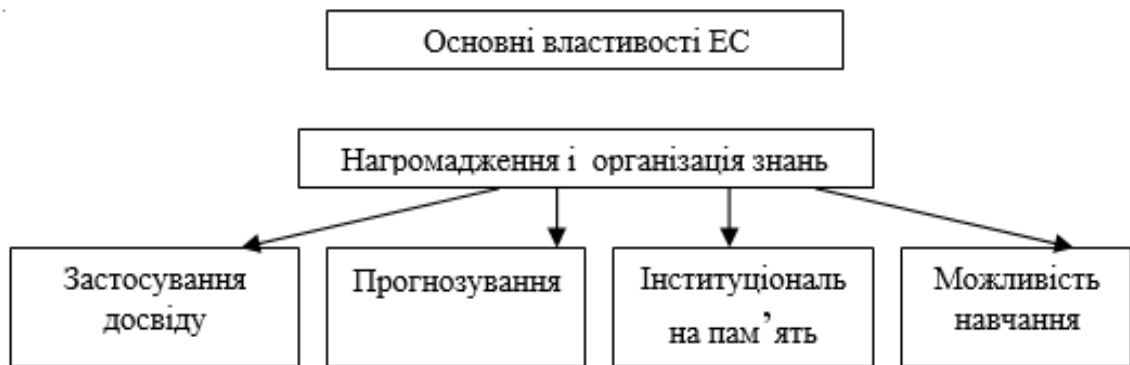 Основні властивості ЕС
Нагромадження і організація знань
Застосування
досвіду
Прогнозування
Інституціональ
на пам’ять
Можливість
навчання